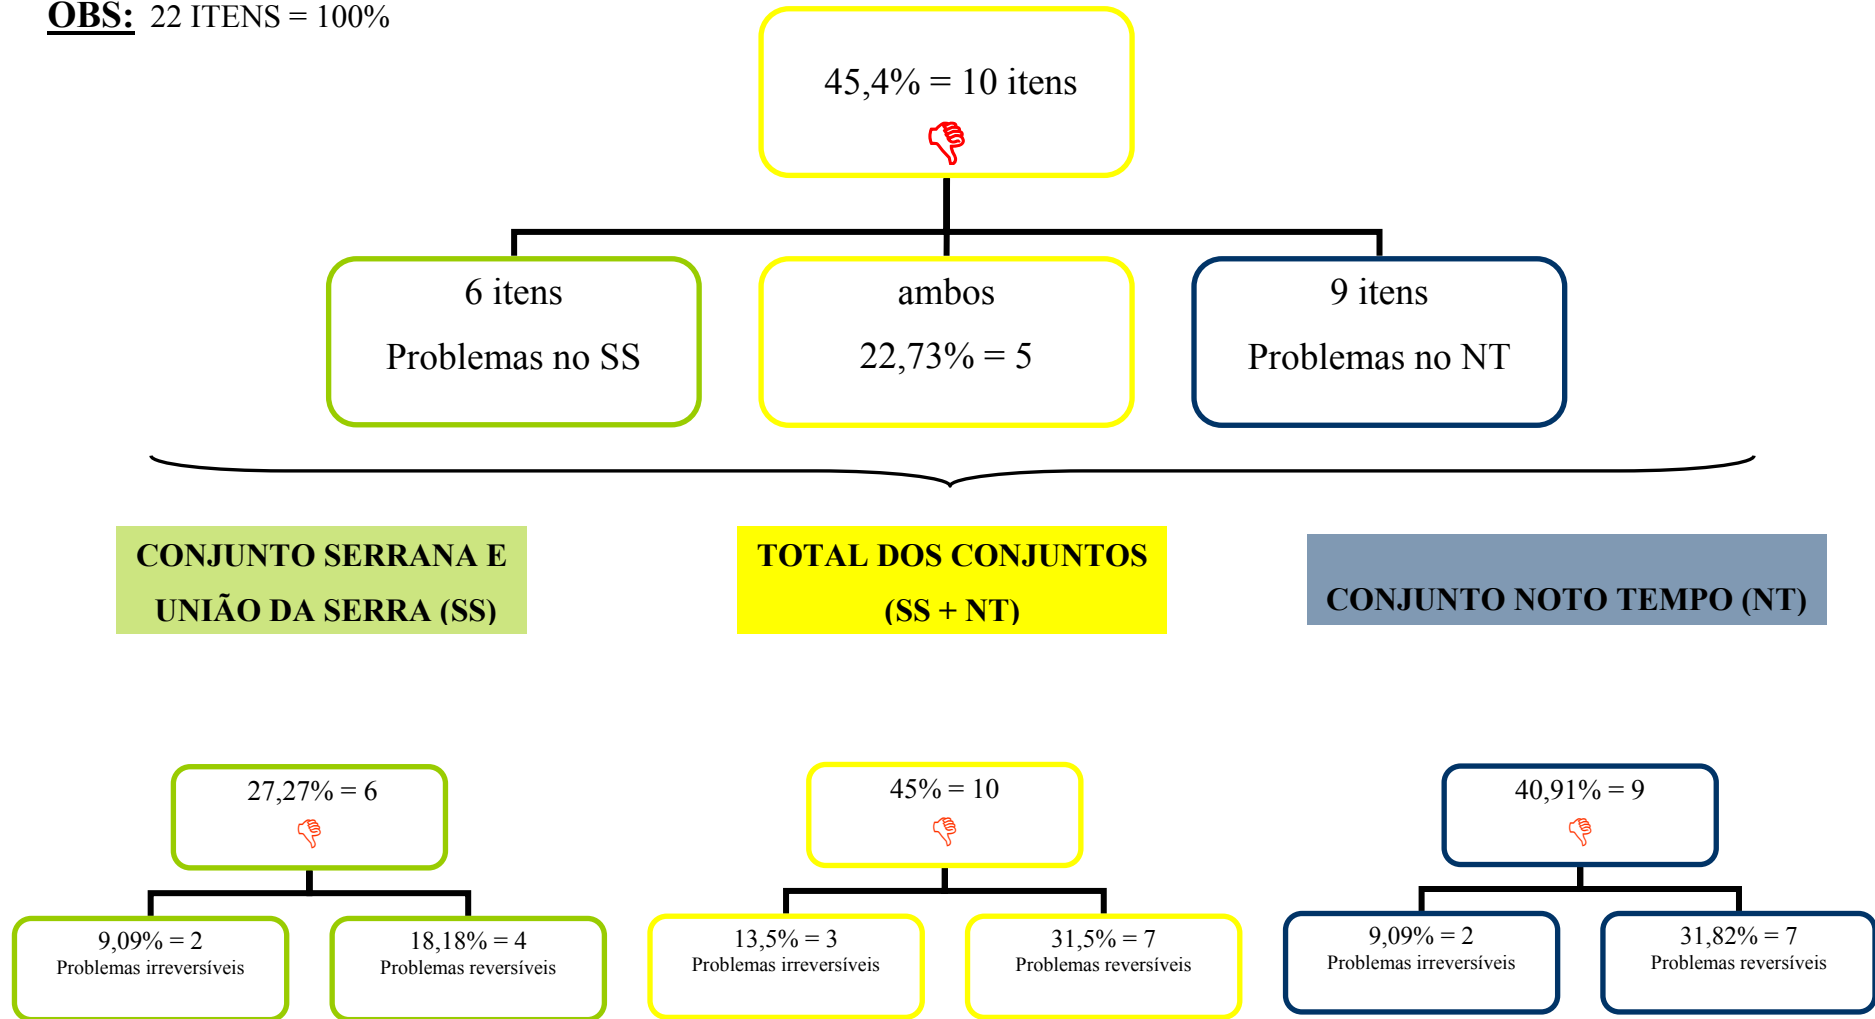 OBS: 22 ITENS = 100%
45,4% = 10 itens
6 itens
Problemas no SS
ambos
22,73% = 5
9 itens
Problemas no NT
CONJUNTO SERRANA E
UNIÃO DA SERRA (SS)
TOTAL DOS CONJUNTOS
(SS + NT)
CONJUNTO NOTO TEMPO (NT)
27,27% = 6
9,09% = 2
Problemas irreversíveis
18,18% = 4
Problemas reversíveis
45% = 10
13,5% = 3
Problemas irreversíveis
31,5% = 7
Problemas reversíveis
40,91% = 9
9,09% = 2
Problemas irreversíveis
31,82% = 7
Problemas reversíveis